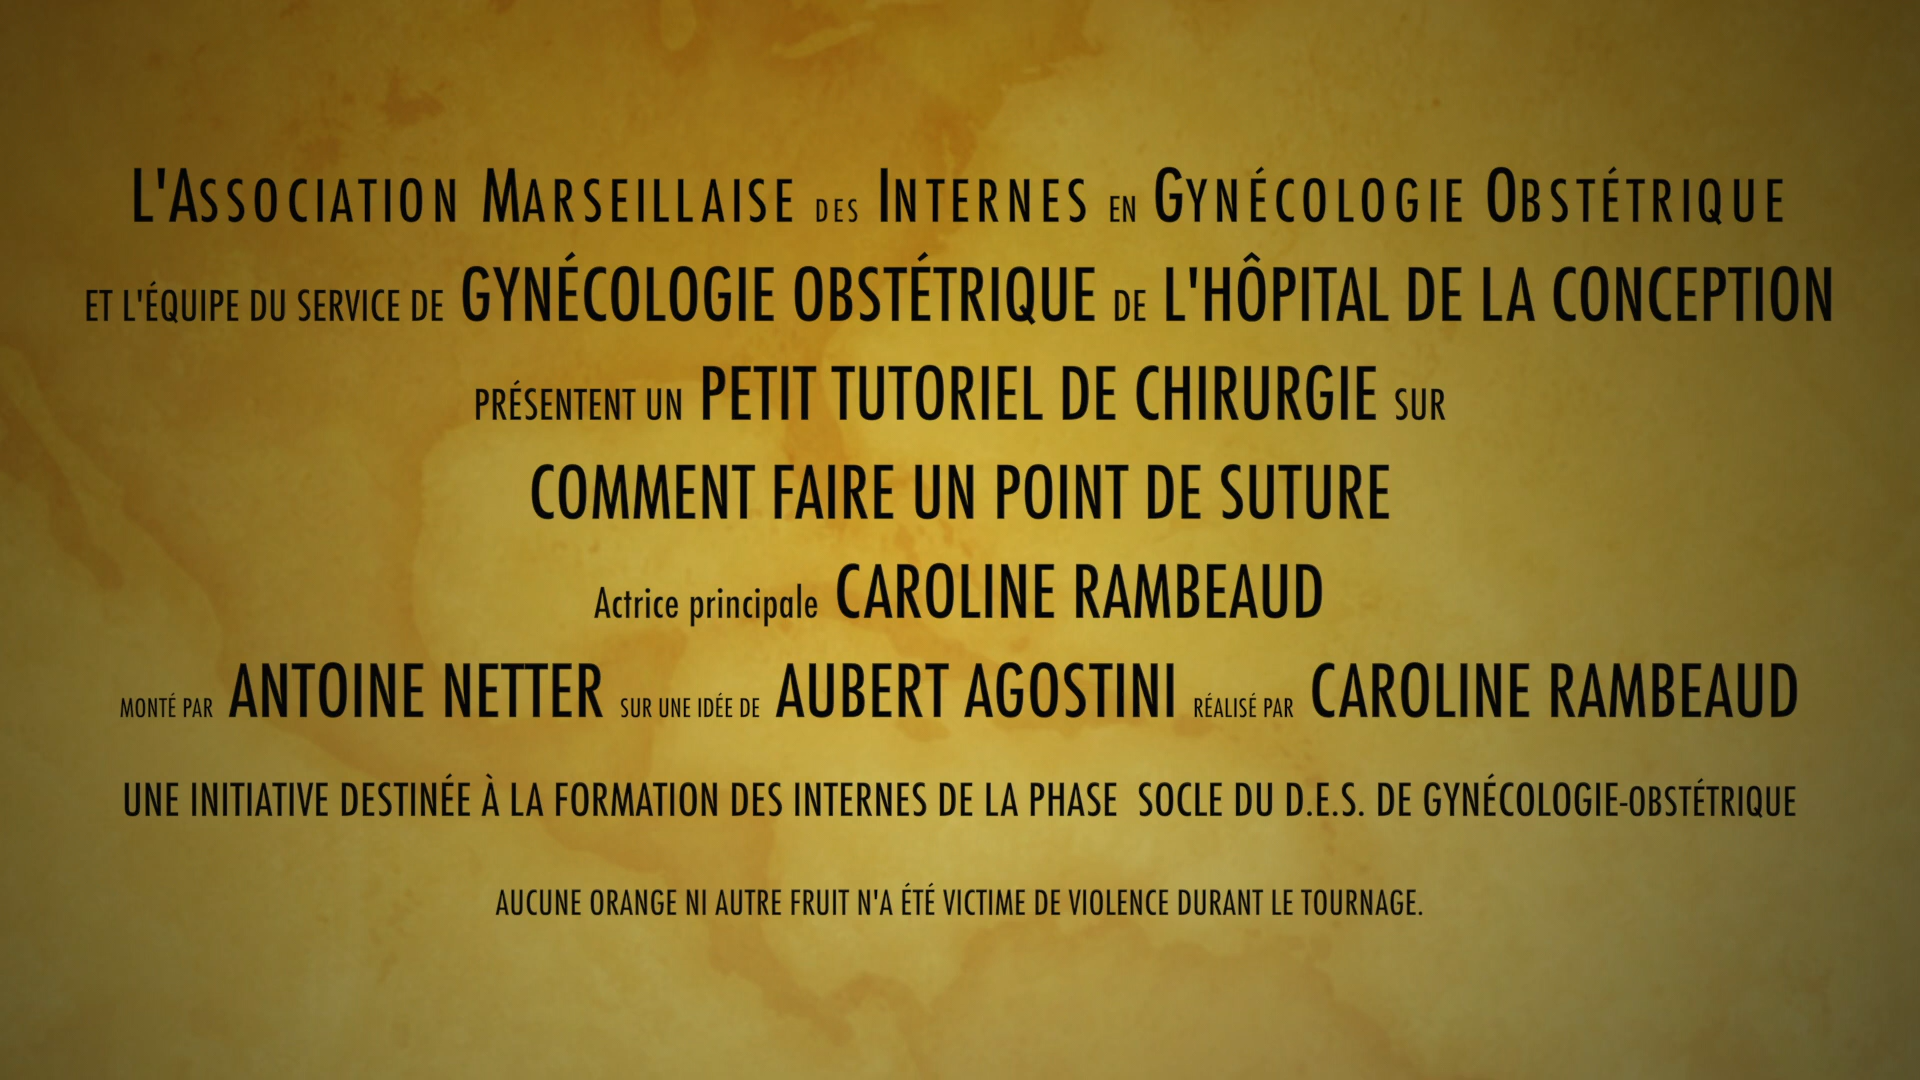 L'Association Marseillaise des Internes en Gynécologie Obstétrique
ET L'ÉQUIPE DU SERVICE DE GYNÉCOLOGIE OBSTÉTRIQUE DE L'HÔPITAL DE LA CONCEPTION
PRÉSENTENT UN PETIT TUTORIEL DE CHIRURGIE SUR
COMMENT FAIRE UN POINT DE SUTURE
Actrice principale CAROLINE RAMBEAUD
MONTÉ PAR ANTOINE NETTER SUR UNE IDÉE DE AUBERT AGOSTINI RÉALISÉ PAR CAROLINE RAMBEAUD
UNE INITIATIVE DESTINÉE À LA FORMATION DES INTERNES DE LA PHASE SOCLE DU D.E.S. DE GYNÉCOLOGIE-OBSTÉTRIQUE
AUCUNE ORANGE NI AUTRE FRUIT N'A ÉTÉ VICTIME DE VIOLENCE DURANT LE TOURNAGE.